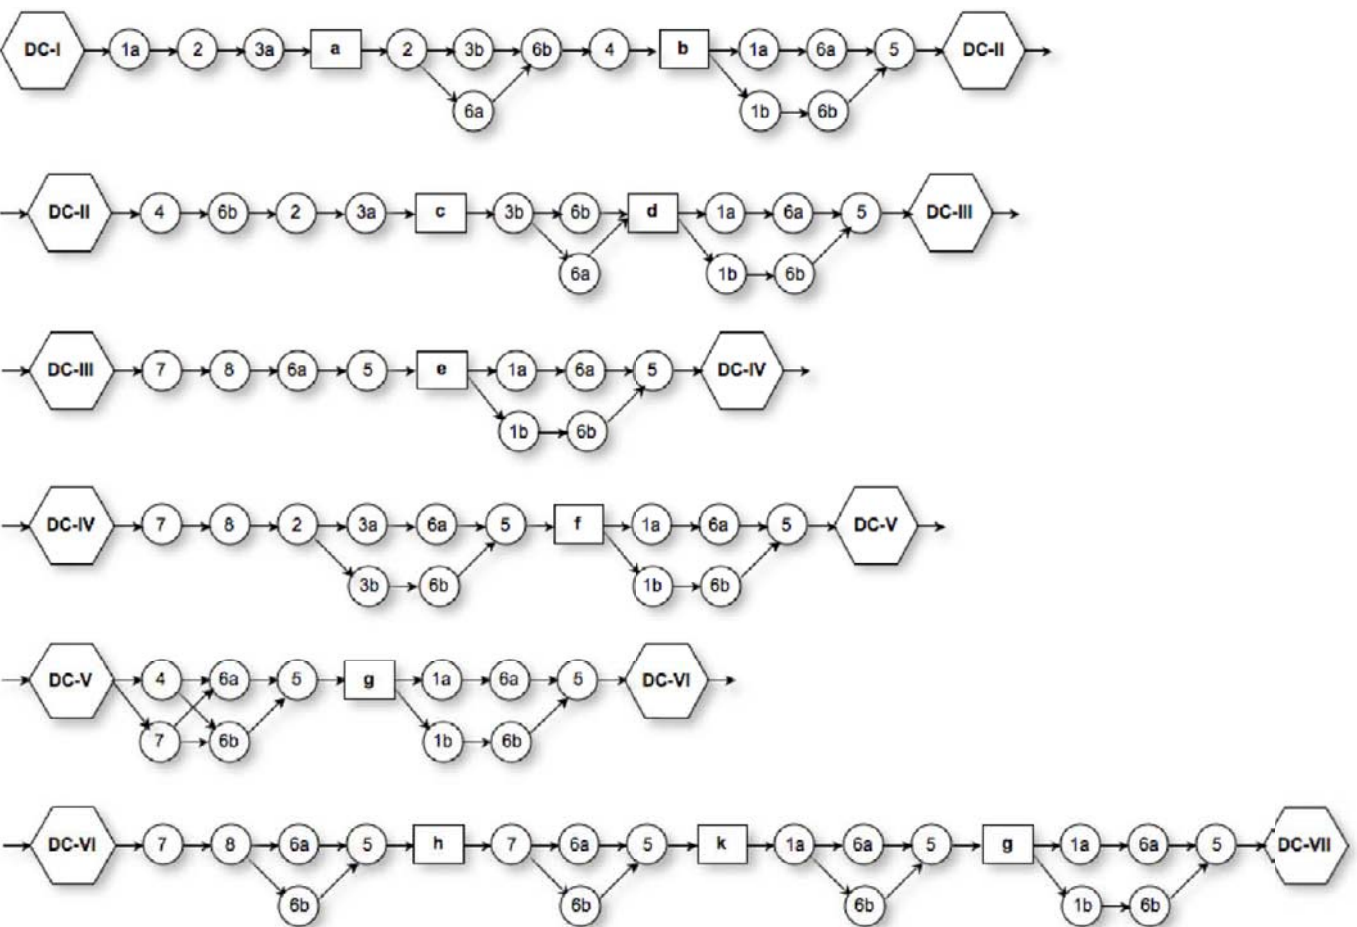 DC-I 1a 2 3a a 2 3b 6b 4 b 1a 6a 5 DC-II
6a 1b 6b
DC-II 4 6b 2 3a c 3b 6b d 1a 6a 5 DC-III
6a 1b 6b
DC-III 7 8 6a 5 e 1a 6a 5 DC-IV
1b 6b
DC-IV 7 8 2 3a 6a 5 f 1a 6a 5 DC-V
3b 6b 1b 6b
DC-V 4 6a 5 g 1a 6a 5 DC-VI
7 6b 1b 6b
DC-VI 7 8 6a 5 h 7 6a 5 k 1a 6a 5 g 1a 6a 5 DC-VII
6b 6b 6b 1b 6b